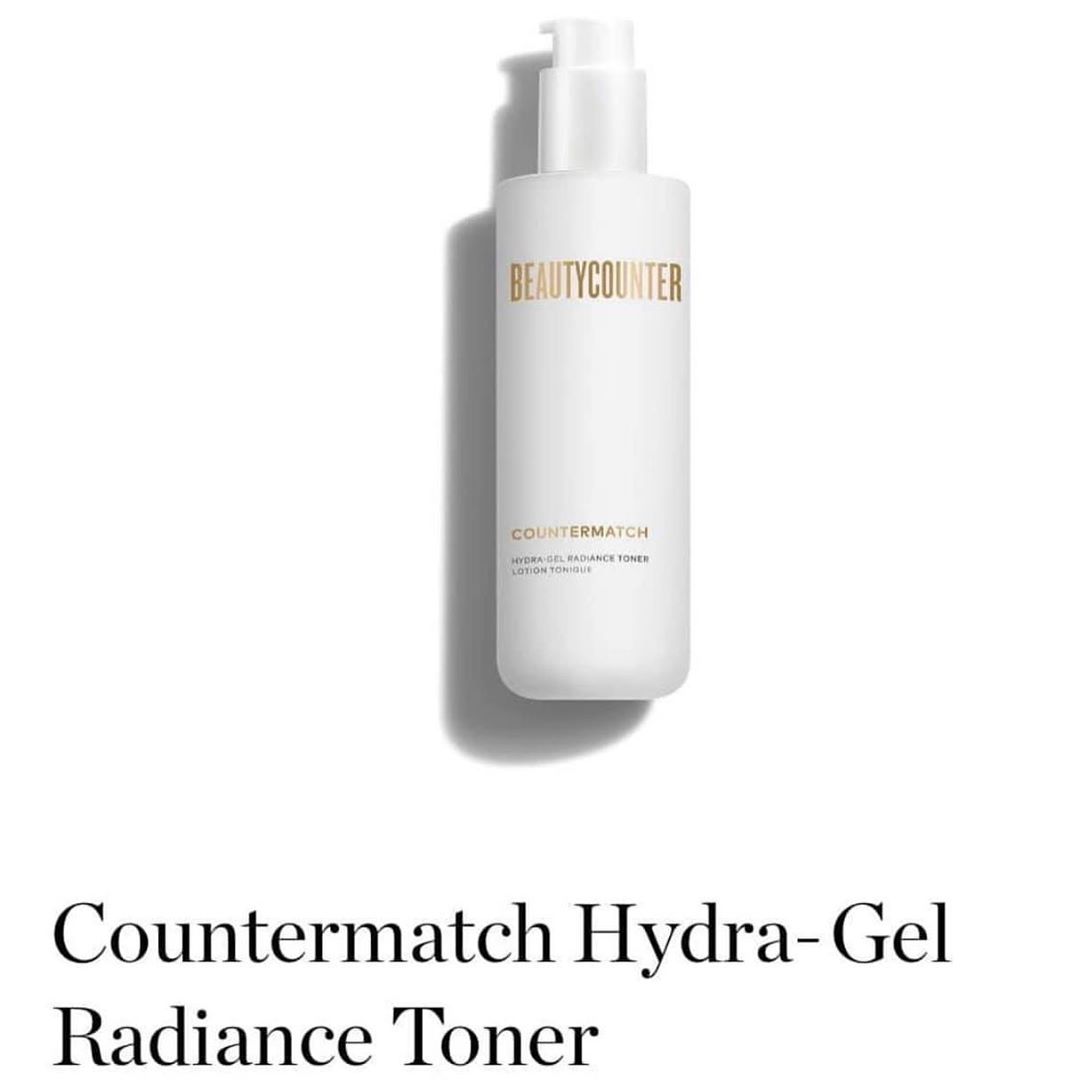 BEAUTYCOUNTER
COUNTERMATCH
HYDRA-GEL RADIANCE TONER
LOTION TONIQUE
Countermatch Hydra-Gel
Radiance Toner